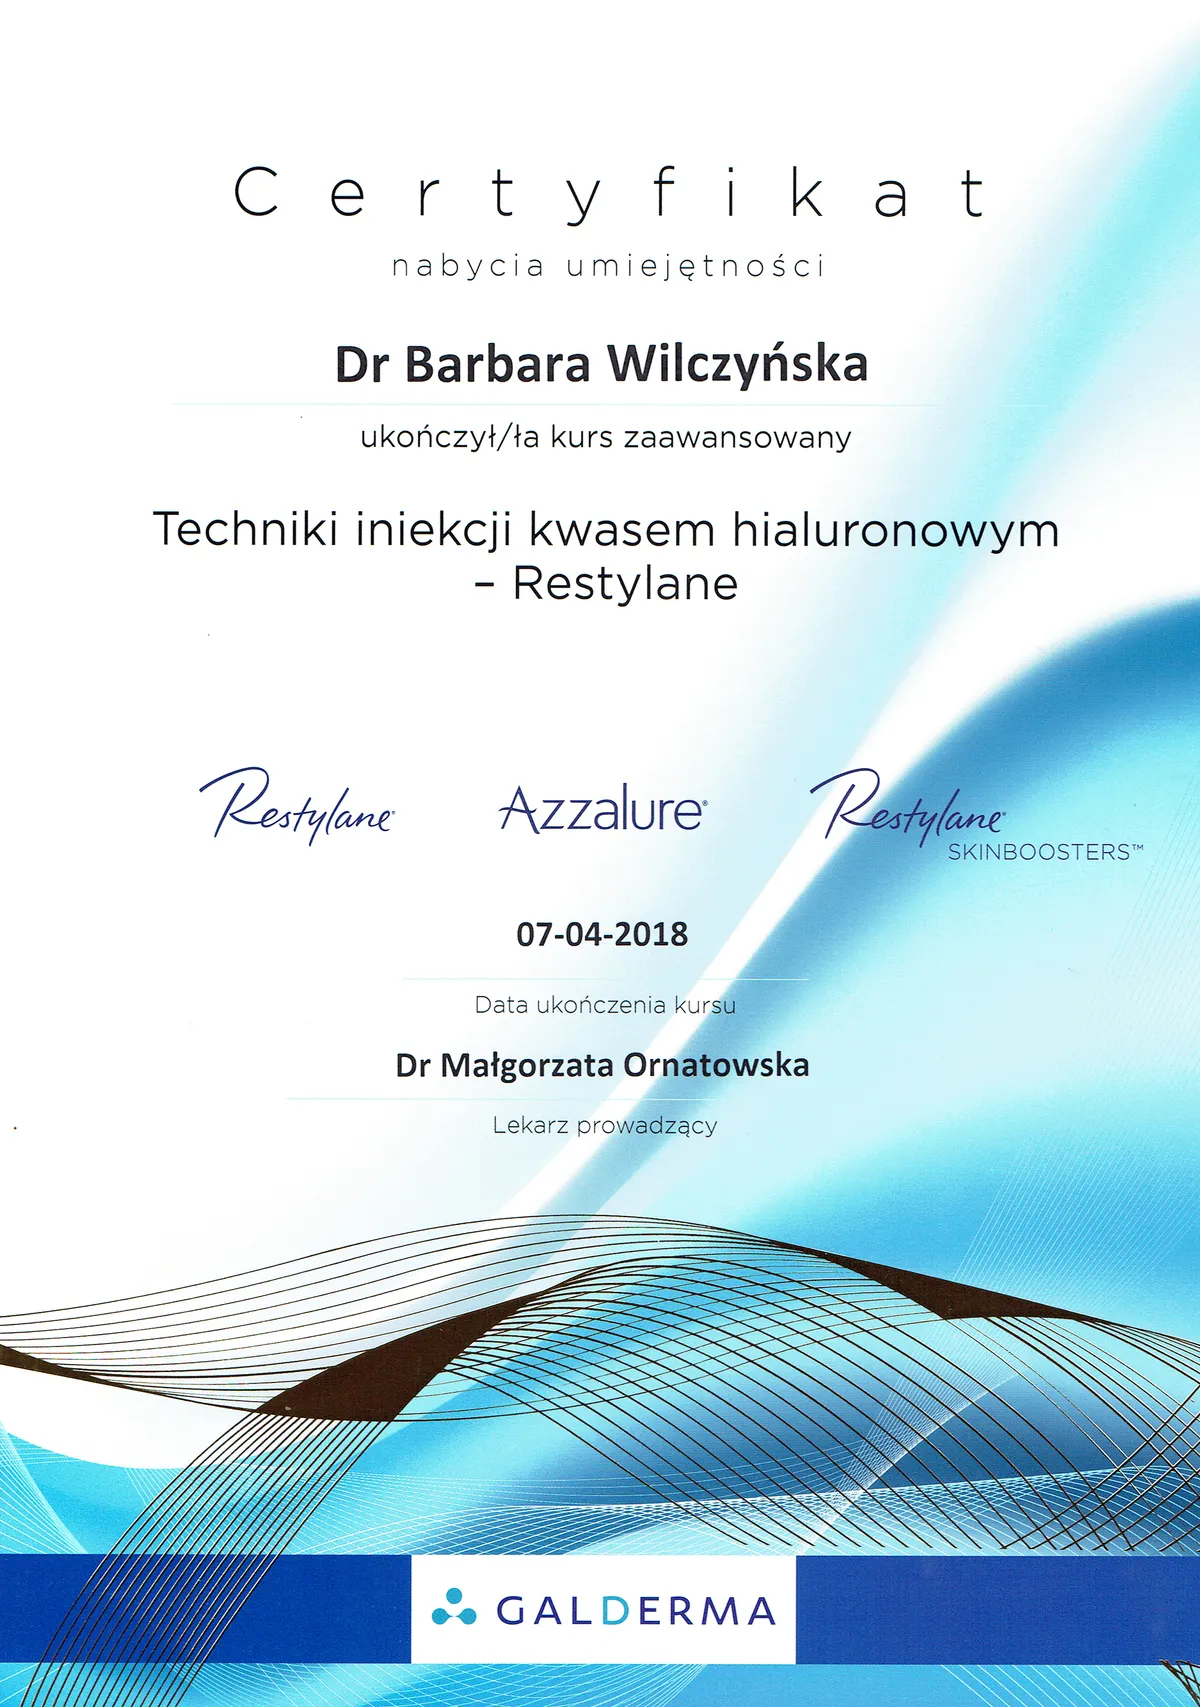 Certyfikat
nabycia umiejętności
Dr Barbara Wilczyńska
ukończył/ła kurs zaawansowany
Techniki iniekcji kwasem hialuronowym
– Restylane
Restylane® Azzalure® Restylane®
SKINBOOSTERS™
07-04-2018
Data ukończenia kursu
Dr Małgorzata Ornatowska
Lekarz prowadzący
GALDERMA